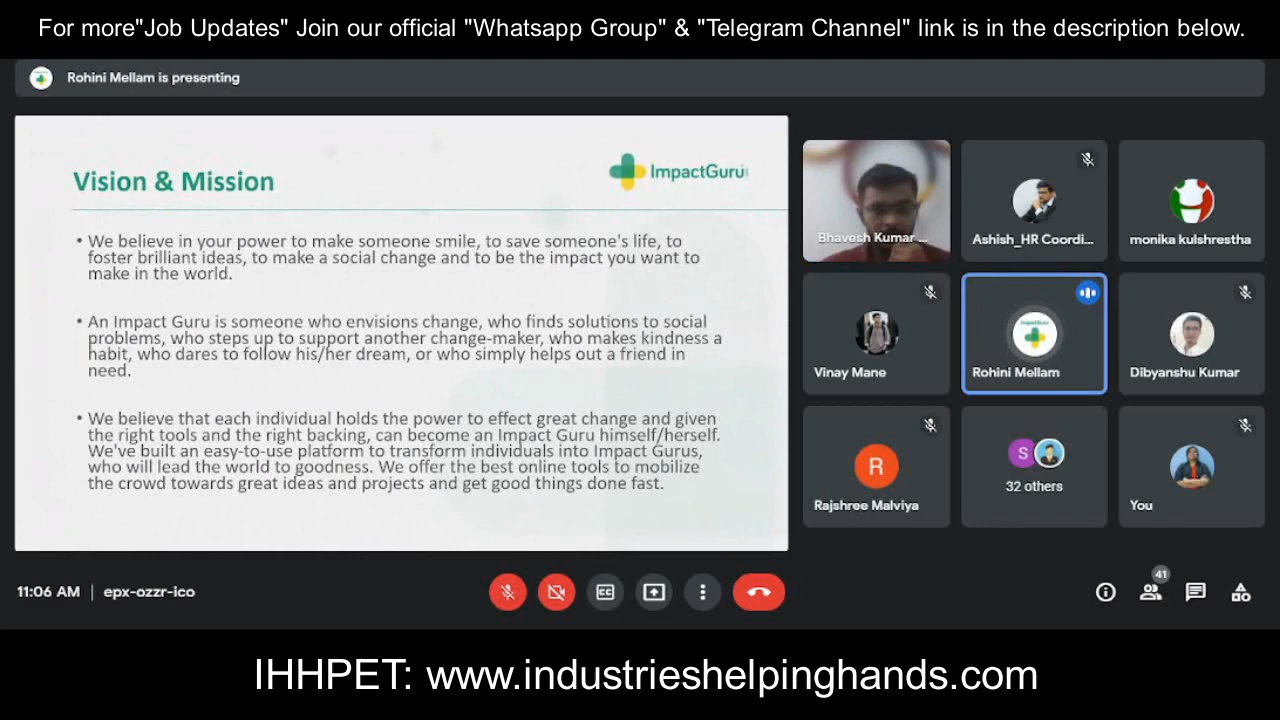 For more"Job Updates" Join our official "Whatsapp Group" & "Telegram Channel" link is in the description below.
Rohini Mellam is presenting
Vision & Mission
ImpactGuru
• We believe in your power to make someone smile, to save someone's life, to
foster brilliant ideas, to make a social change and to be the impact you want to
make in the world.
• An Impact Guru is someone who envisions change, who finds solutions to social
problems, who steps up to support another change-maker, who makes kindness a
habit, who dares to follow his/her dream, or who simply helps out a friend in
need.
• We believe that each individual holds the power to effect great change and given
the right tools and the right backing, can become an Impact Guru himself/herself.
We've built an easy-to-use platform to transform individuals into Impact Gurus,
who will lead the world to goodness. We offer the best online tools to mobilize
the crowd towards great ideas and projects and get good things done fast.
Bhavesh Kumar ...
Ashish_HR Coordi...
monika kulshrestha
Vinay Mane
ImpactGuru
Rohini Mellam
Dibyanshu Kumar
R
Rajshree Malviya
S
32 others
You
11:06 AM | epx-ozzr-ico
CC
41
IHHPET: www.industrieshelpinghands.com